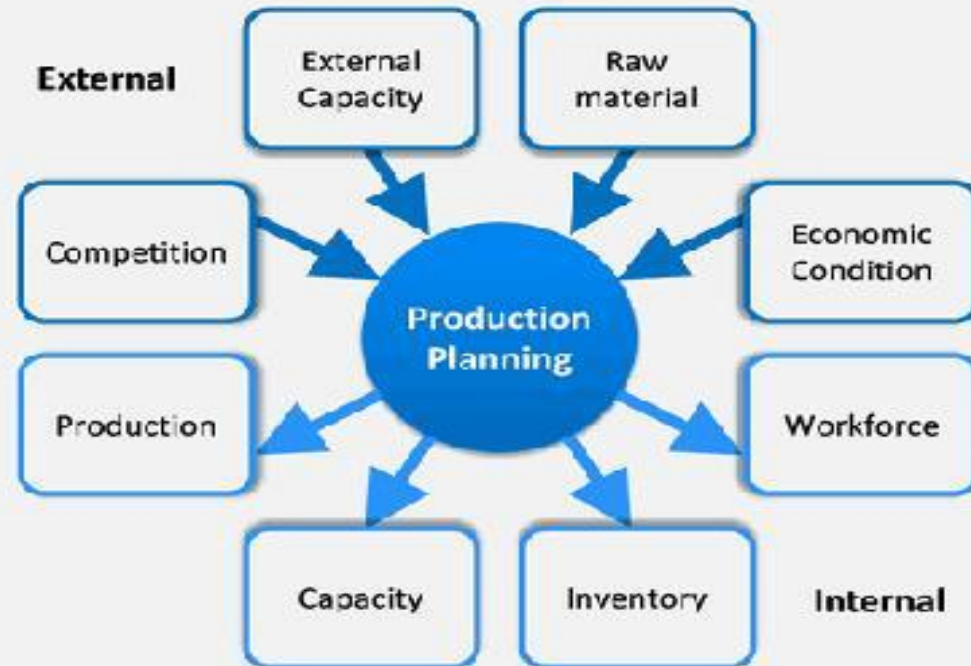 External
External
Capacity
Raw
material
Competition
Economic
Condition
Production
Planning
Production
Workforce
Capacity
Inventory
Internal